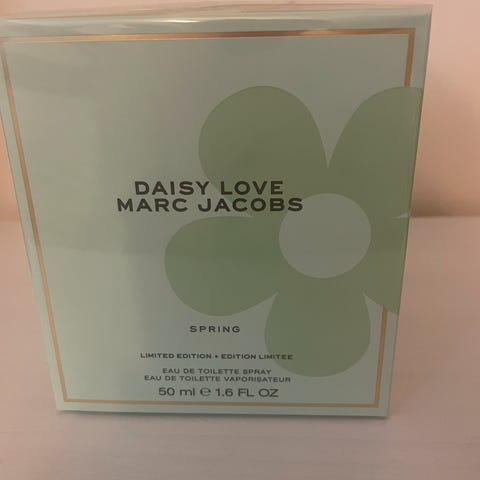 DAISY LOVE
MARC JACOBS
SPRING
LIMITED EDITION • EDITION LIMITÉE
EAU DE TOILETTE SPRAY
EAU DE TOILETTE VAPORISATEUR
50 ml ℮ 1.6 FL OZ